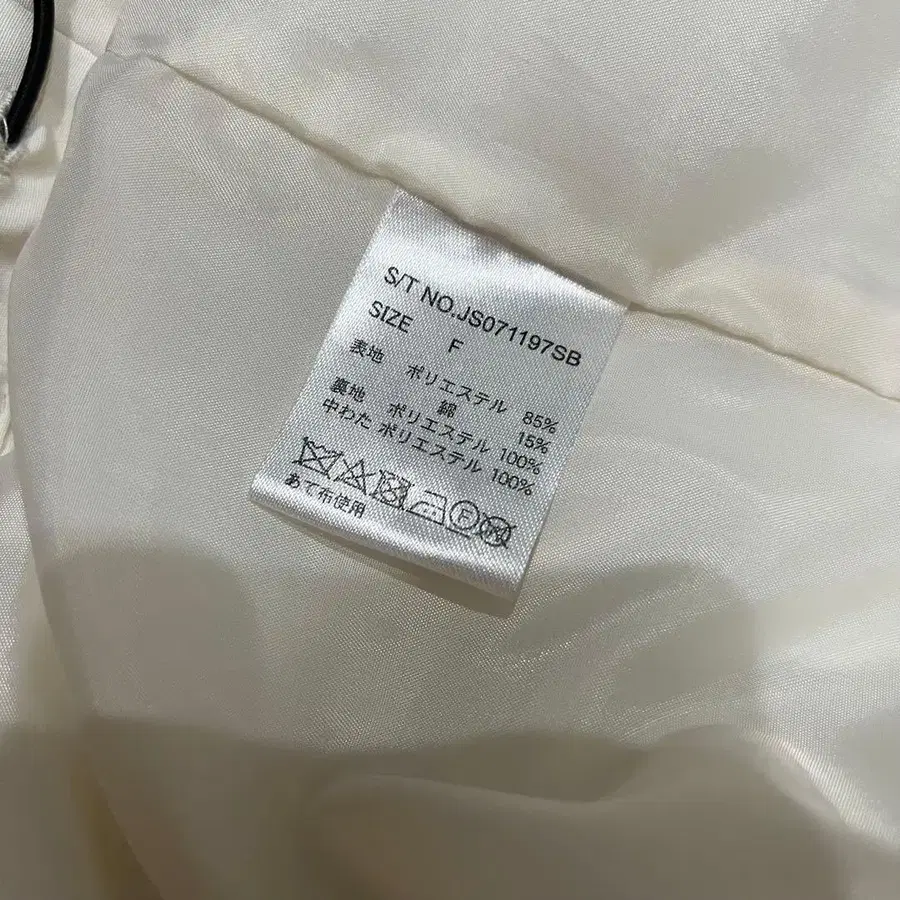 S/T NO.JS071197SB
SIZE F
表地 ポリエステル 85%
綿 15%
裏地 ポリエステル 100%
中わた ポリエステル 100%
F W
あて布使用